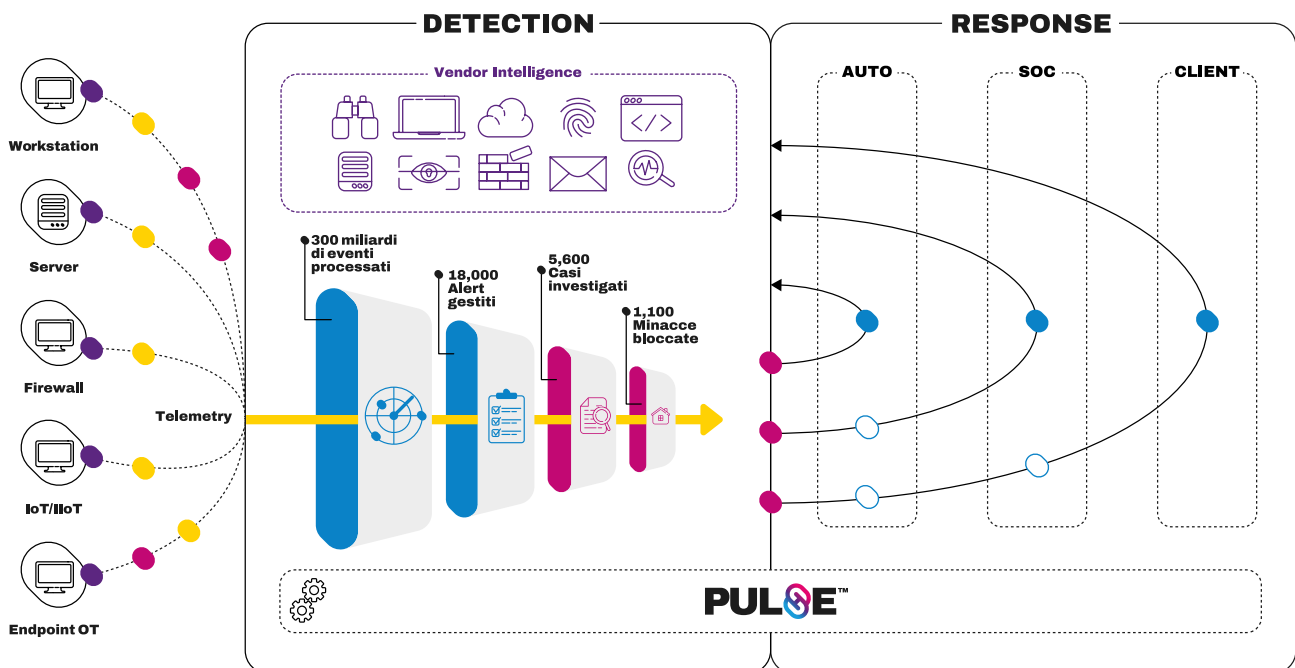 DETECTION
RESPONSE
Workstation
Server
Firewall
IoT/IIoT
Endpoint OT
Telemetry
Vendor Intelligence
</>
300 miliardi
di eventi
processati
18,000
Alert
gestiti
5,600
Casi
investigati
1,100
Minacce
bloccate
AUTO
SOC
CLIENT
PULSE™